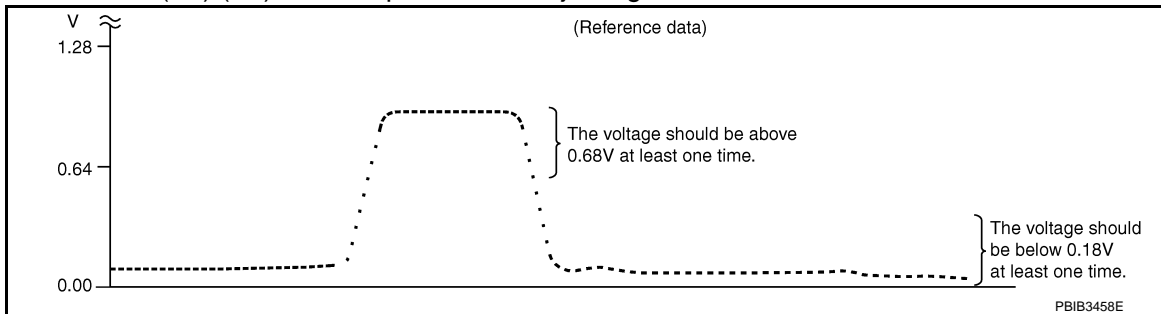 V
(Reference data)
1.28
The voltage should be above
0.68V at least one time.
0.64
The voltage should
be below 0.18V
at least one time.
0.00
PBIB3458E